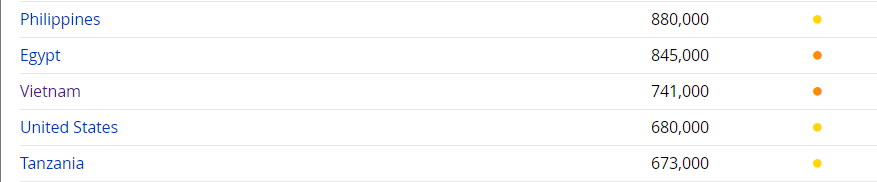 Philippines 880,000
Egypt 845,000
Vietnam 741,000
United States 680,000
Tanzania 673,000